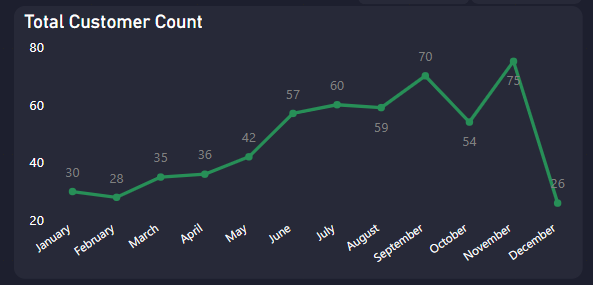 Total Customer Count
80
60
40
20
30
28
35
36
42
57
60
59
70
54
75
26
January
February
March
April
May
June
July
August
September
October
November
December